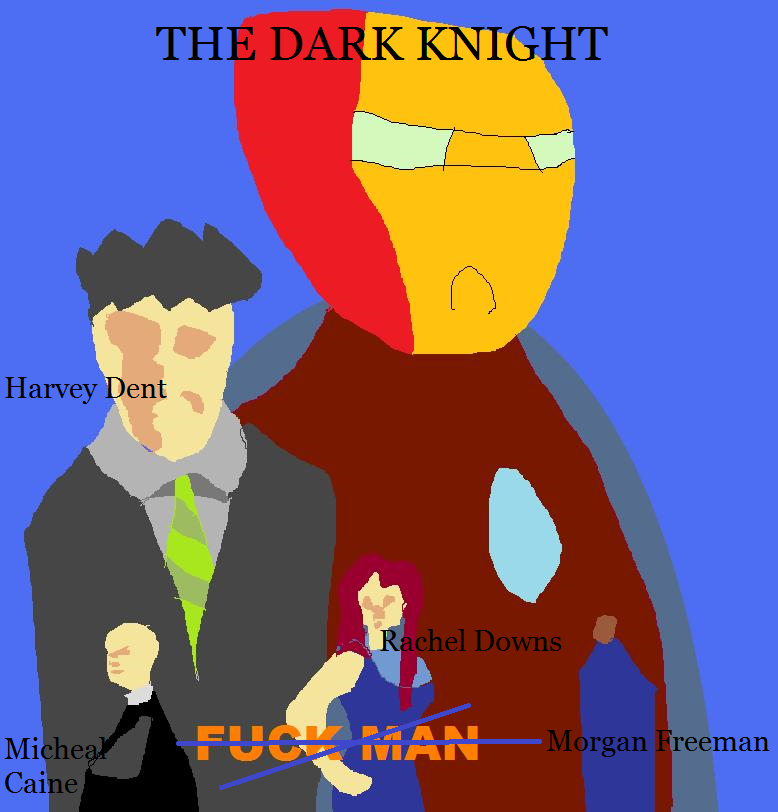 THE DARK KNIGHT
Harvey Dent
Rachel Downs
FUCK MAN
Morgan Freeman
Micheal
Caine